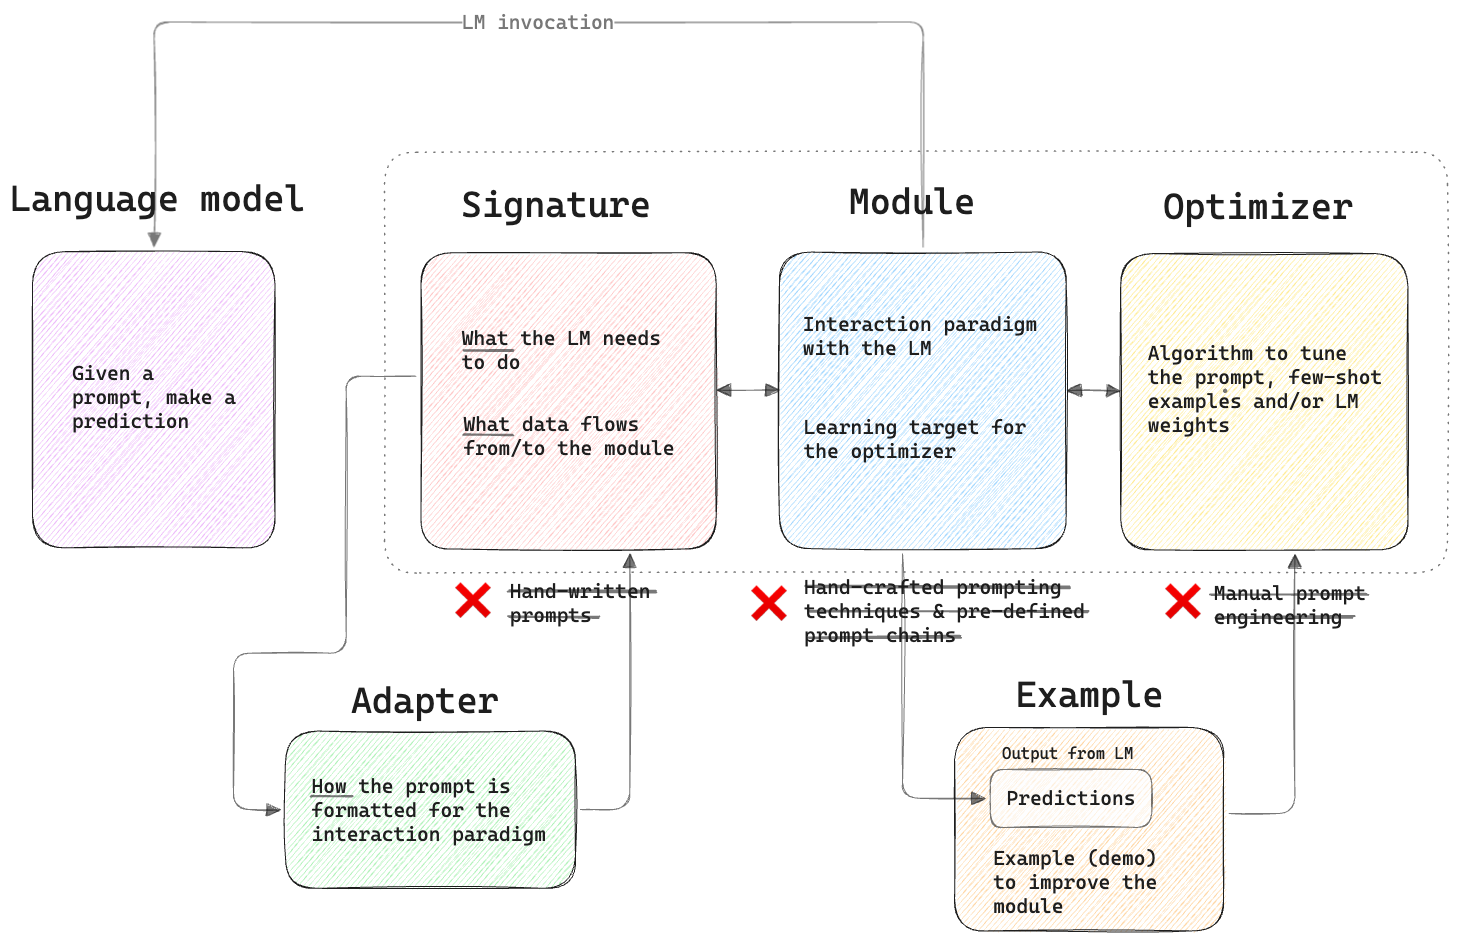 LM invocation
Language model
Signature
Module
Optimizer
Given a
prompt, make a
prediction
What the LM needs
to do
What data flows
from/to the module
Interaction paradigm
with the LM
Learning target for
the optimizer
Algorithm to tune
the prompt, few-shot
examples and/or LM
weights
Hand-written
prompts
Hand-crafted prompting
techniques & pre-defined
prompt chains
Manual prompt
engineering
Adapter
How the prompt is
formatted for the
interaction paradigm
Example
Output from LM
Predictions
Example (demo)
to improve the
module